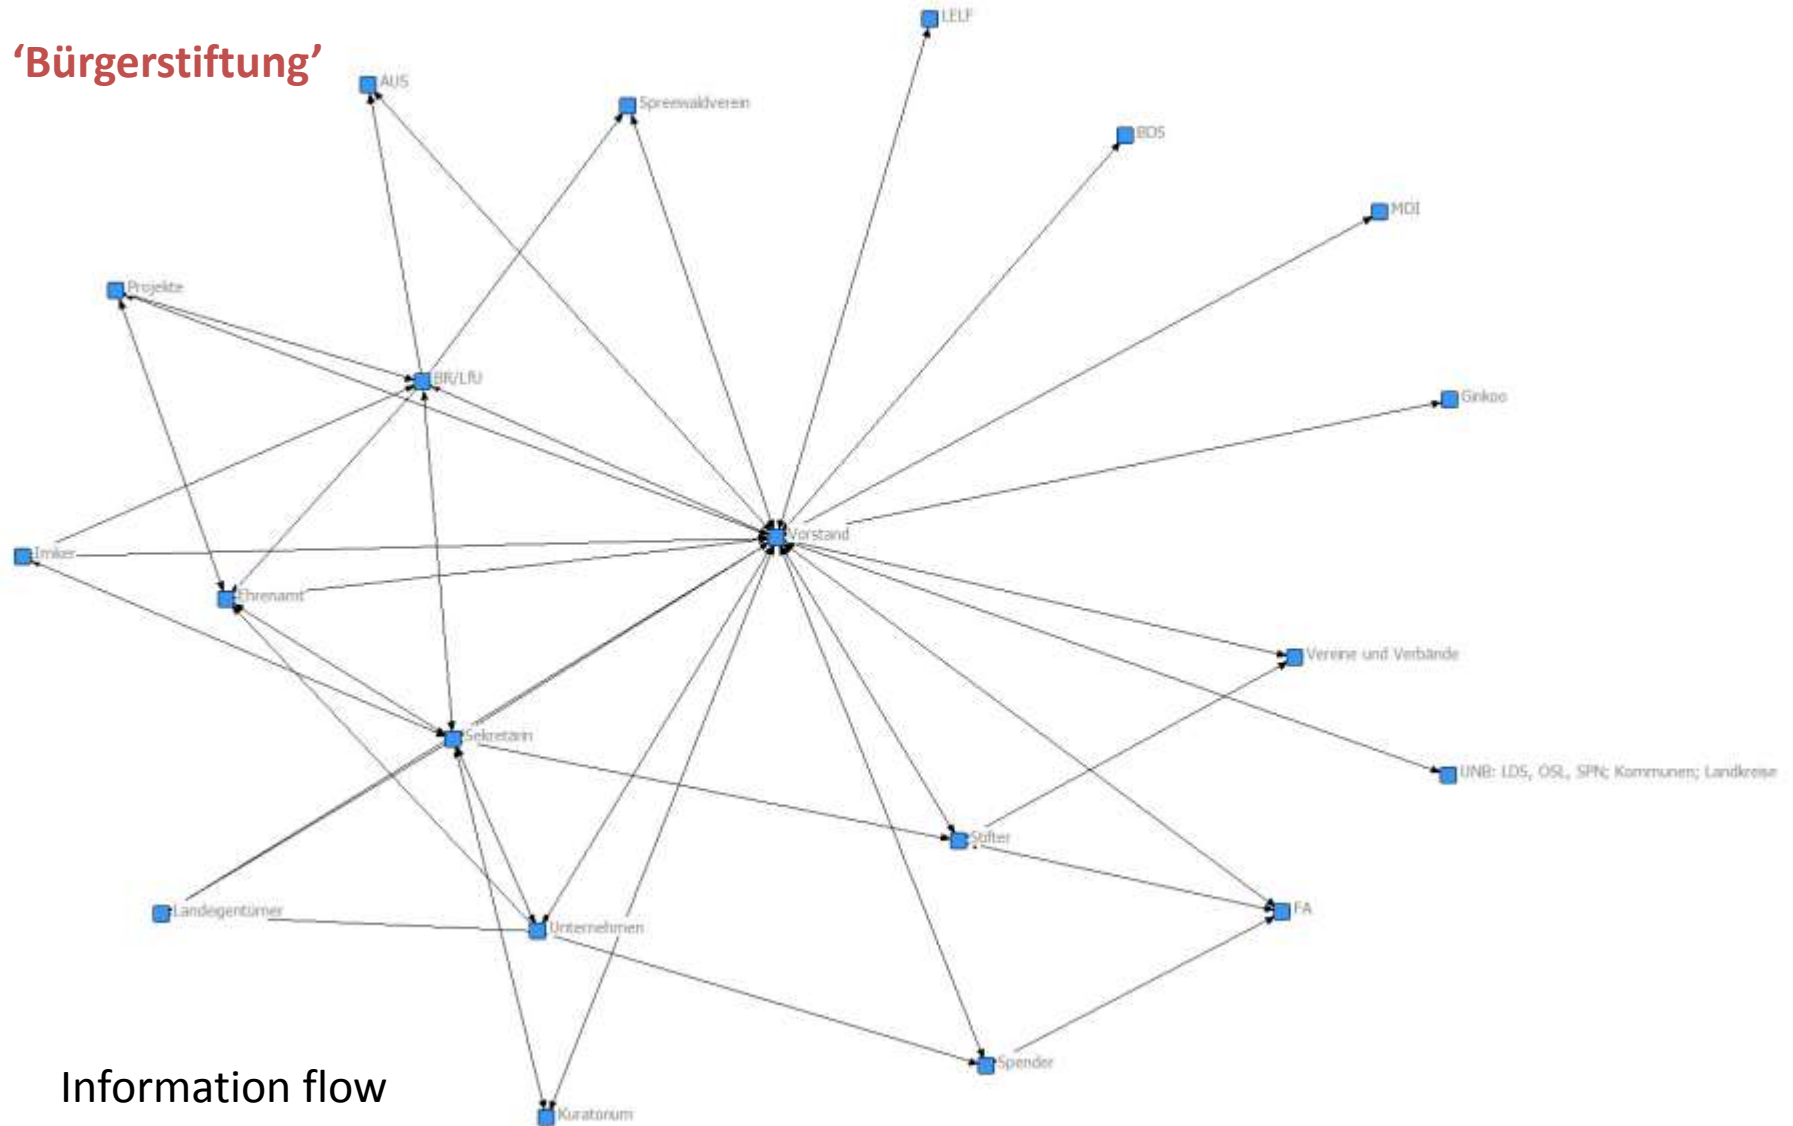 ‘Bürgerstiftung’
LELF
AUS
Spreewaldverein
BDS
MDI
Projekte
BR/LfU
Ginkoo
Vorstand
Imker
Ehrenamt
Vereine und Verbände
Sekretärin
UNB: LDS, OSL, SPN; Kommunen; Landkreise
Stifter
Landeigentümer
FA
Unternehmen
Spender
Information flow
Kuratorium